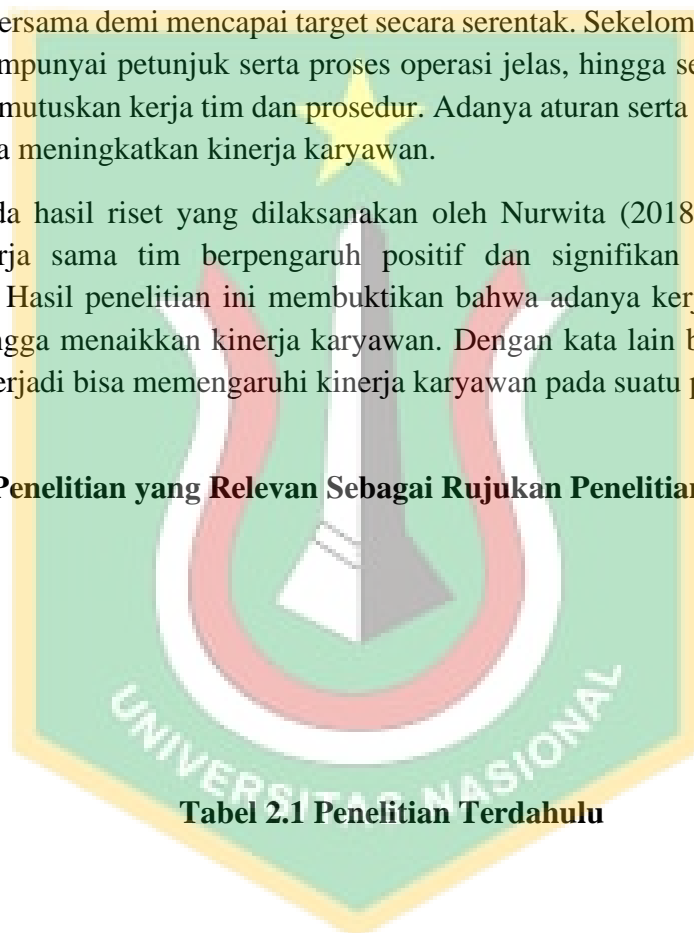 ersama demi mencapai target secara serentak. Sekelom
mpunyai petunjuk serta proses operasi jelas, hingga se
mutuskan kerja tim dan prosedur. Adanya aturan serta
a meningkatkan kinerja karyawan.
da hasil riset yang dilaksanakan oleh Nurwita (2018
rja sama tim berpengaruh positif dan signifikan
Hasil penelitian ini membuktikan bahwa adanya kerj
ngga menaikkan kinerja karyawan. Dengan kata lain b
erjadi bisa memengaruhi kinerja karyawan pada suatu p
Penelitian yang Relevan Sebagai Rujukan Penelitian
UNIVERSITAS NASIONAL
Tabel 2.1 Penelitian Terdahulu